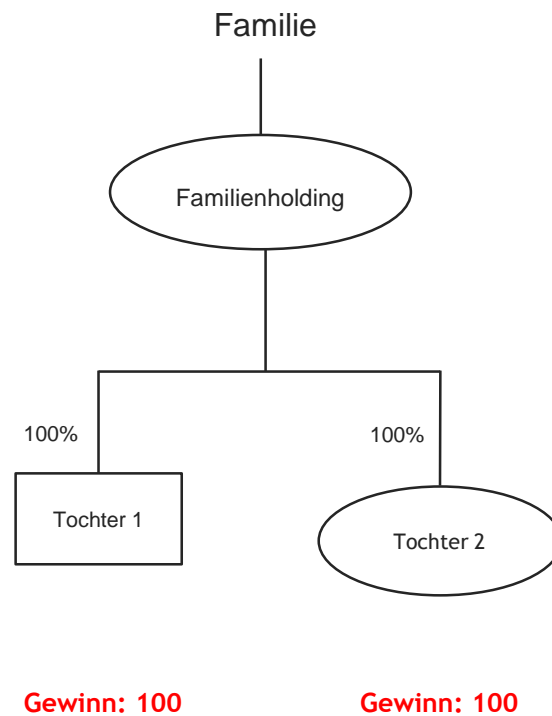 Familie
Familienholding
100%
100%
Tochter 1
Tochter 2
Gewinn: 100
Gewinn: 100